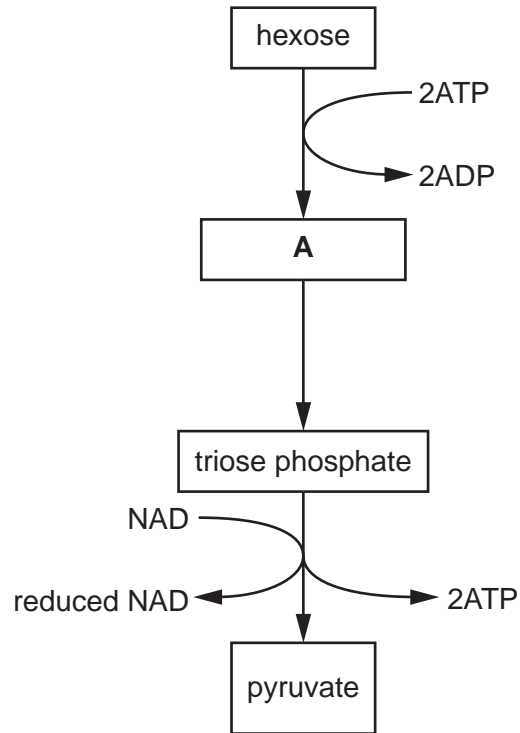 hexose
2ATP
2ADP
A
triose phosphate
NAD
reduced NAD
2ATP
pyruvate